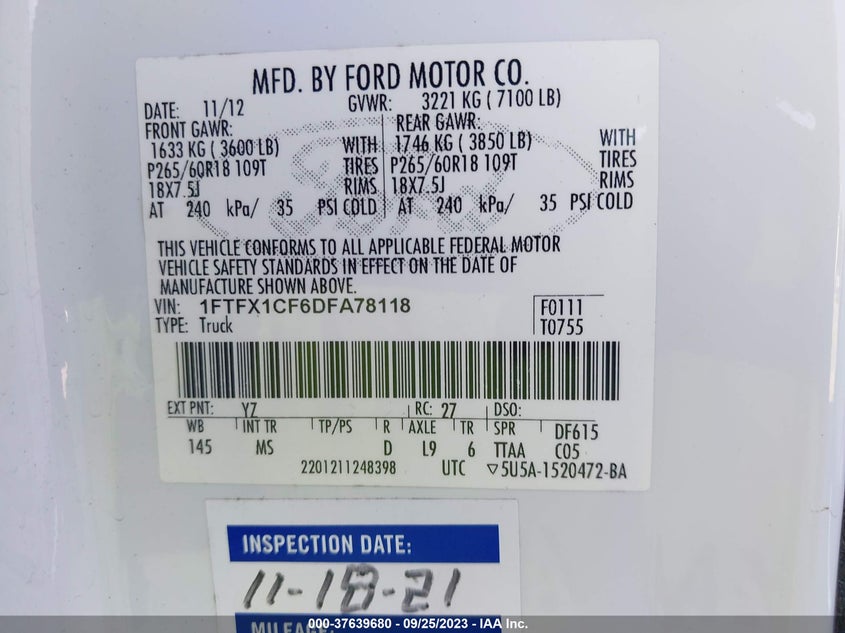 MFD. BY FORD MOTOR CO.
DATE: 11/12 GVWR: 3221 KG ( 7100 LB)
FRONT GAWR: REAR GAWR:
1633 KG ( 3600 LB) WITH 1746 KG ( 3850 LB) WITH
P265/60R18 109T TIRES P265/60R18 109T TIRES
18X7.5J RIMS 18X7.5J RIMS
AT 240 kPa/ 35 PSI COLD AT 240 kPa/ 35 PSI COLD
THIS VEHICLE CONFORMS TO ALL APPLICABLE FEDERAL MOTOR
VEHICLE SAFETY STANDARDS IN EFFECT ON THE DATE OF
MANUFACTURE SHOWN ABOVE.
VIN: 1FTFX1CF6DFA78118 F0111
TYPE: Truck T0755
EXT PNT: YZ RC: 27 DSO:
WB INT TR TP/PS R AXLE TR SPR DF615
145 MS D L9 6 TTAA C05
2201211248398 UTC ▽5U5A-1520472-BA
INSPECTION DATE:
11-18-21
MILEAGE:
000-37639680 - 09/25/2023 - IAA Inc.